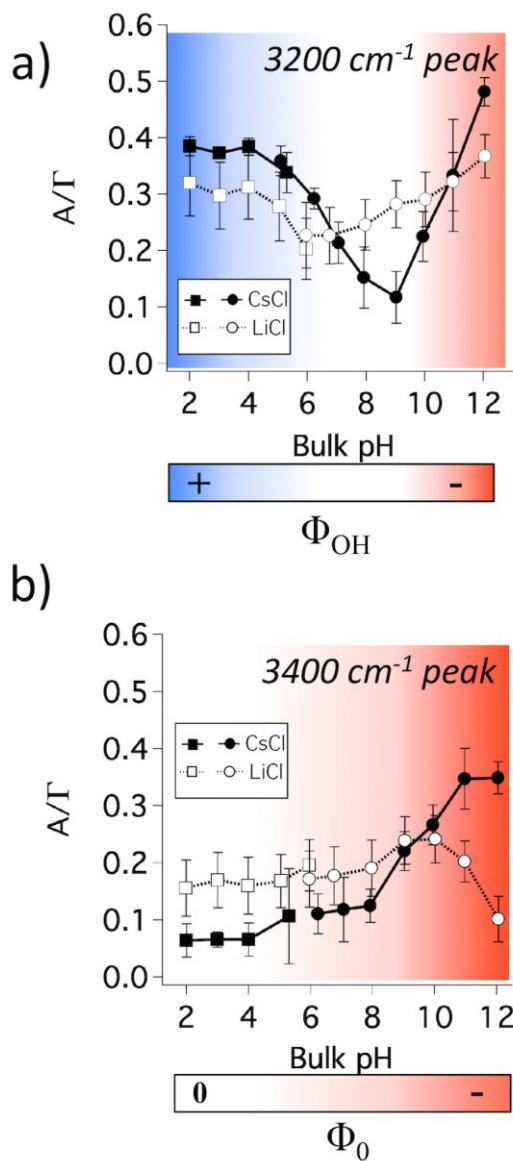 a)
3200 cm⁻¹ peak
A/Γ
0.6
0.5
0.4
0.3
0.2
0.1
0.0
CsCl
LiCl
2 4 6 8 10 12
Bulk pH
+ -
Φ_OH
b)
3400 cm⁻¹ peak
A/Γ
0.6
0.5
0.4
0.3
0.2
0.1
0.0
CsCl
LiCl
2 4 6 8 10 12
Bulk pH
0 -
Φ₀